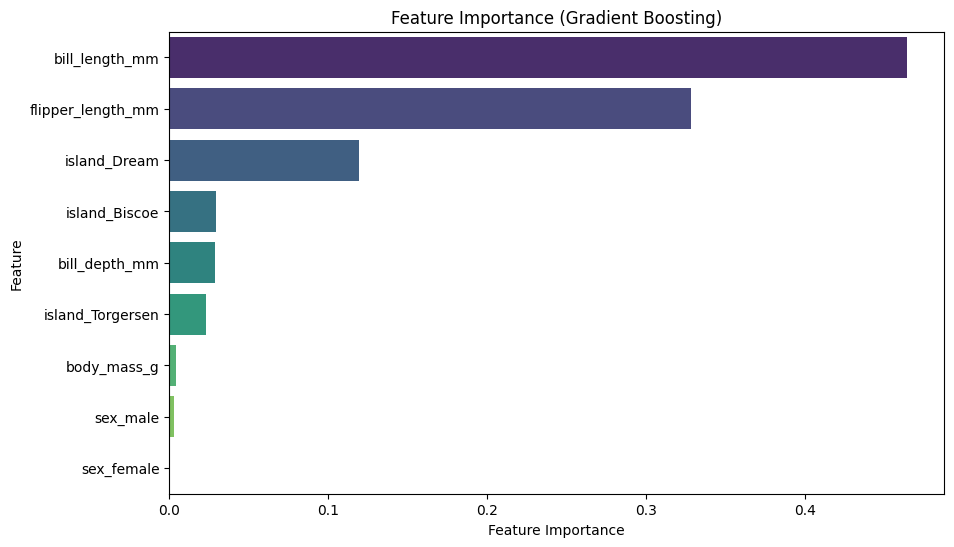 Feature Importance (Gradient Boosting)
bill_length_mm
flipper_length_mm
island_Dream
island_Biscoe
bill_depth_mm
island_Torgersen
body_mass_g
sex_male
sex_female
Feature
0.0 0.1 0.2 0.3 0.4
Feature Importance